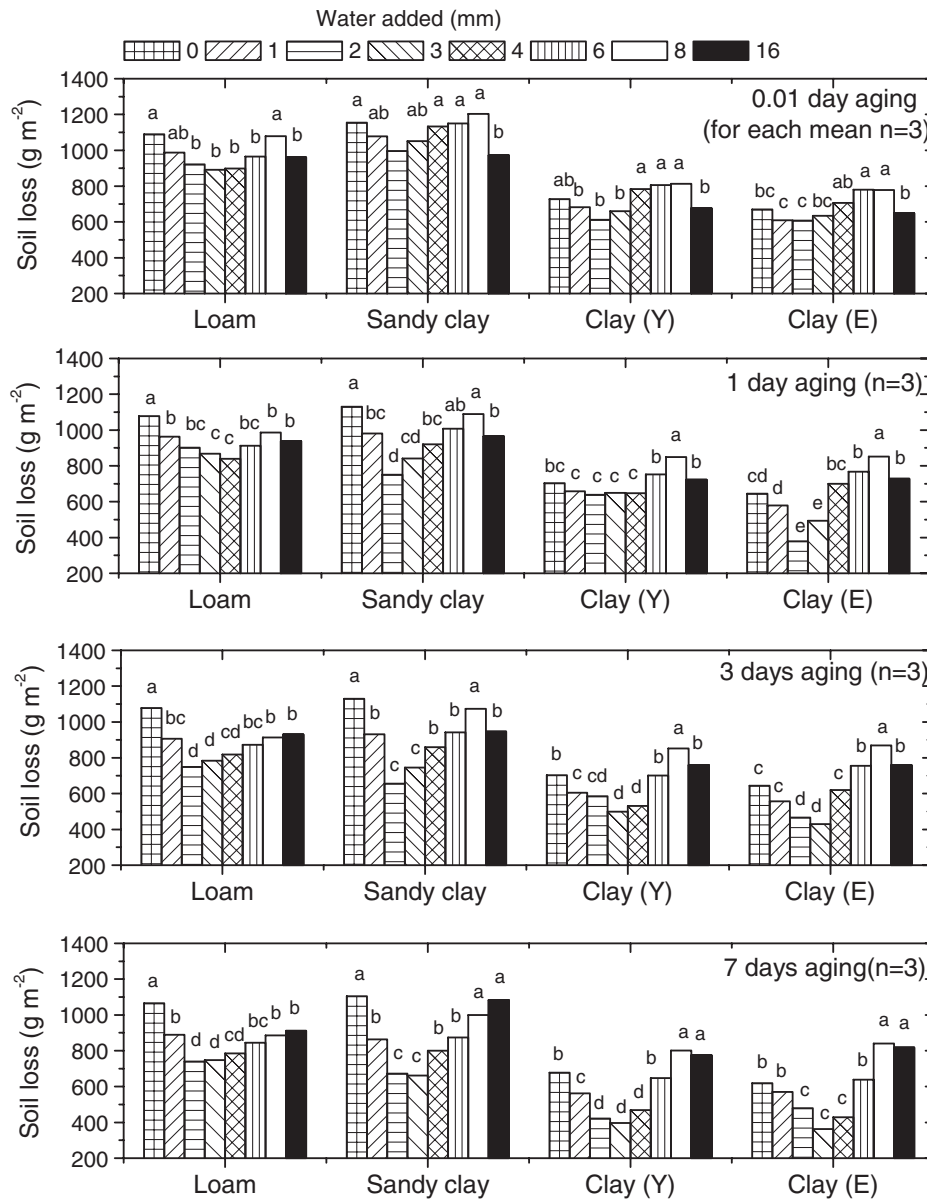 Water added (mm)
0 1 2 3 4 6 8 16
1400
1200
1000
800
600
400
200
Soil loss (g m-2)
0.01 day aging
(for each mean n=3)
a ab b b b b a b
a ab ab a a a b
ab b b b a a a b
bc c c bc ab a a b
Loam Sandy clay Clay (Y) Clay (E)
1400
1200
1000
800
600
400
200
Soil loss (g m-2)
1 day aging (n=3)
a b bc c c bc b b
a bc d cd bc ab a b
bc c c c c b a b
cd d e e bc b a b
Loam Sandy clay Clay (Y) Clay (E)
1400
1200
1000
800
600
400
200
Soil loss (g m-2)
3 days aging (n=3)
a bc d d cd bc b b
a b c c b b a b
b c cd d d b a b
c c d d c b a b
Loam Sandy clay Clay (Y) Clay (E)
1400
1200
1000
800
600
400
200
Soil loss (g m-2)
7 days aging(n=3)
a b d d cd bc b b
a b c c b b a a
b c d d d b a a
b b c c c b a a
Loam Sandy clay Clay (Y) Clay (E)